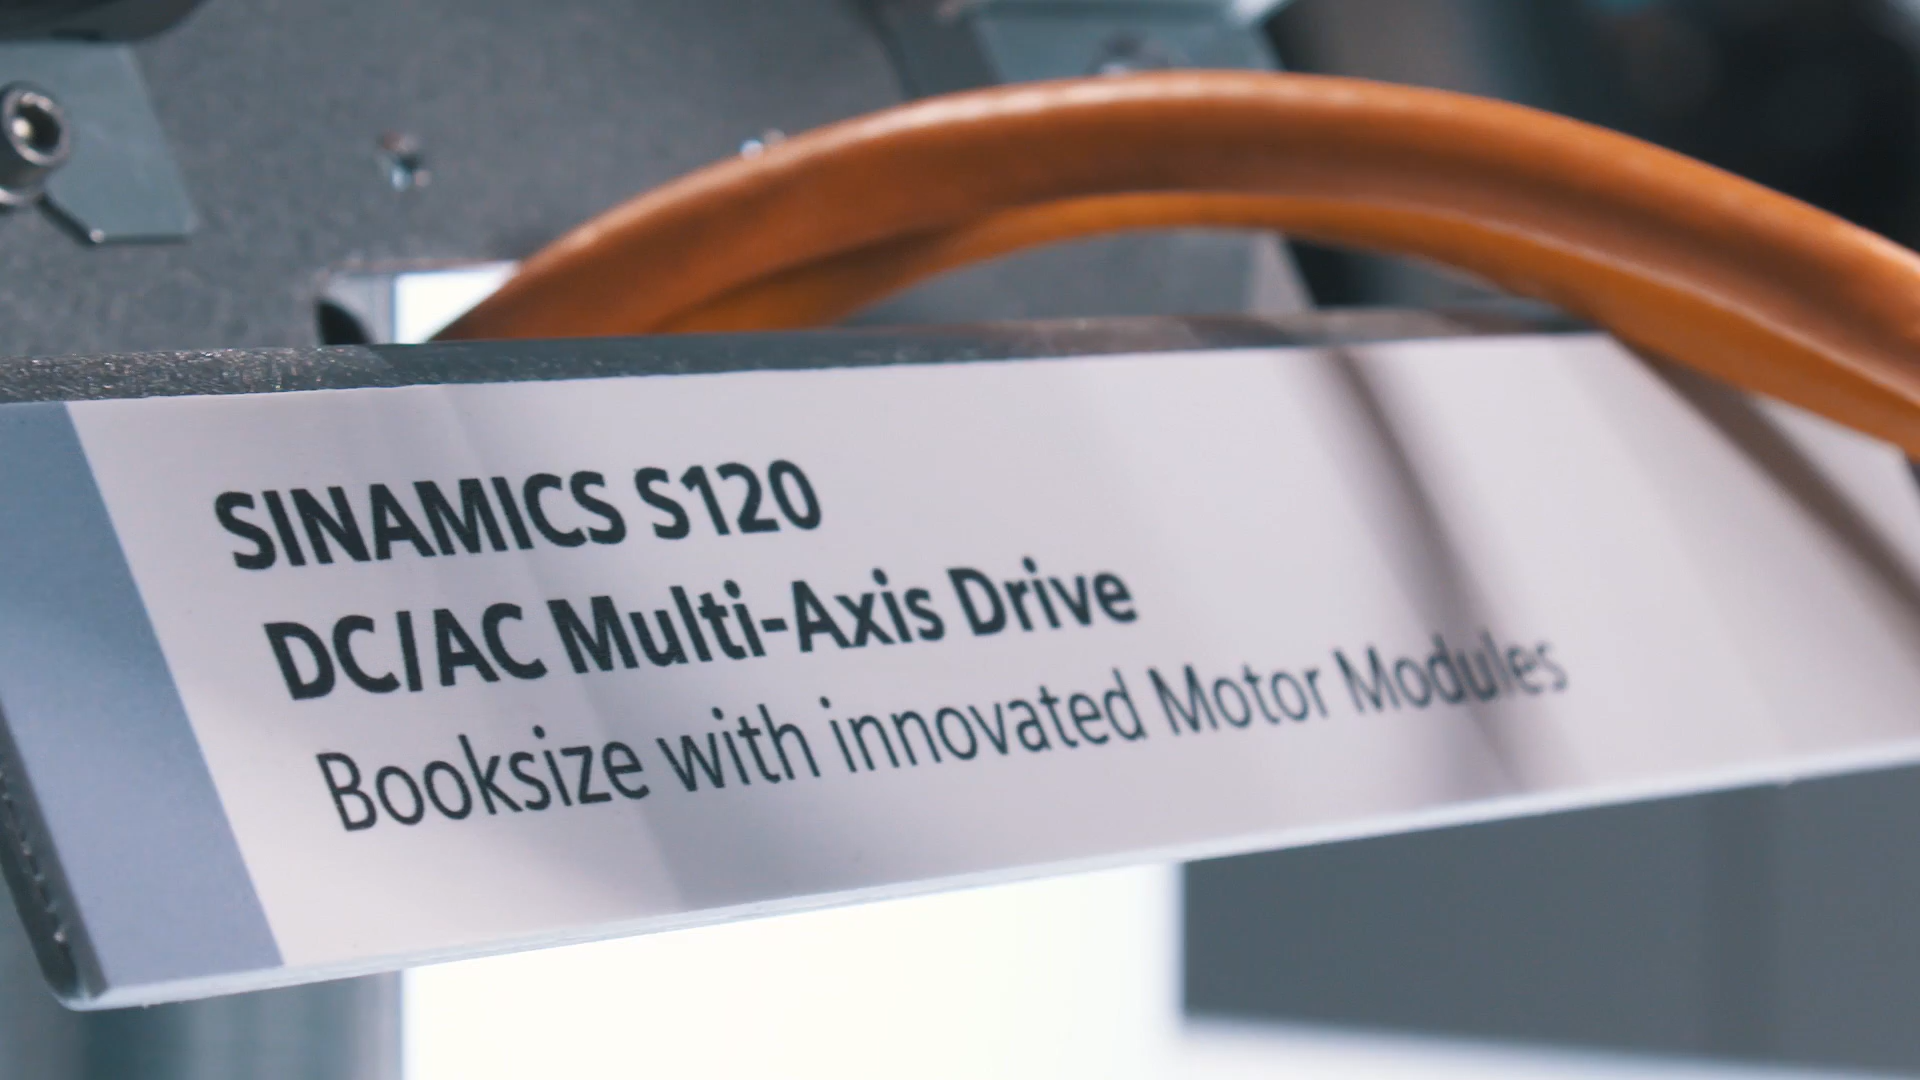 SINAMICS S120
DC/AC Multi-Axis Drive
Booksize with innovated Motor Modules